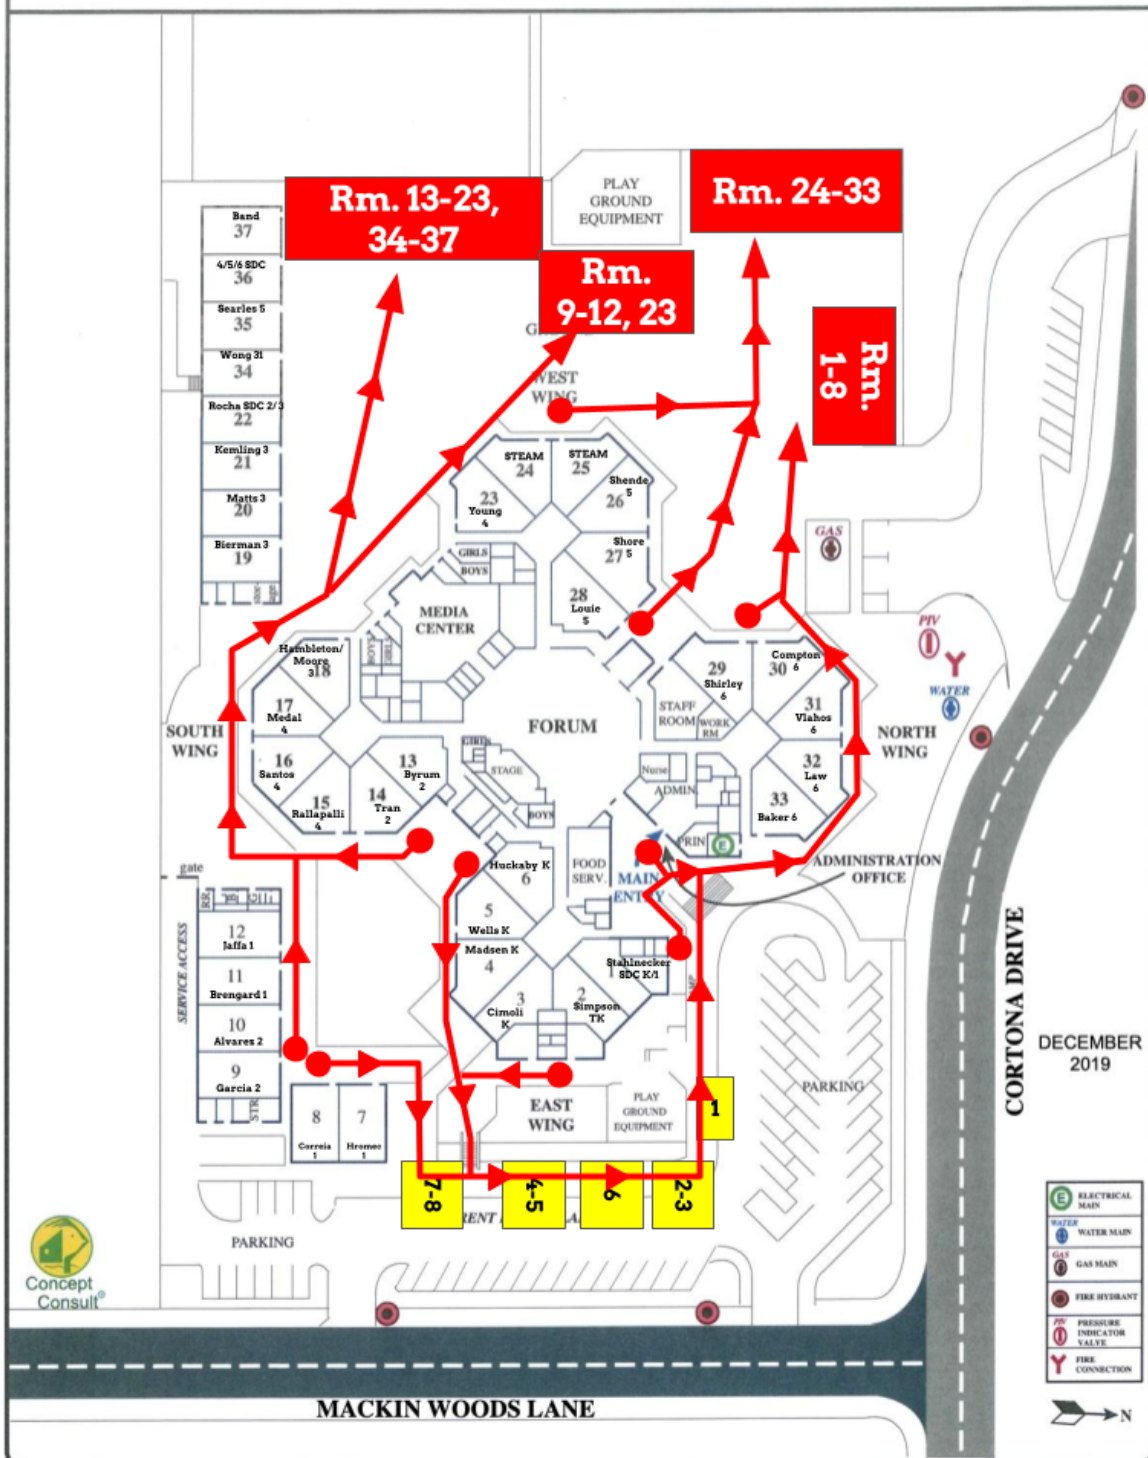 PLAY
GROUND
EQUIPMENT
Rm. 24-33
Rm. 13-23,
34-37
Rm.
9-12, 23
Rm.
1-8
Band
37
4/5/6 SDC
36
Searles 5
35
Wong 31
34
Rocha SDC 2/3
22
Kemling 3
21
Matts 3
20
Bierman 3
19
WEST
WING
STEAM
24
STEAM
25
23
Young
4
Shende
5
26
Shore
5
27
28
Louie
5
GIRLS
BOYS
MEDIA
CENTER
BOYS
GIRLS
GAS
PIV
WATER
Hambleton/
Moore
3
18
17
Medal
4
16
Santos
4
15
Rallapalli
4
14
Tran
2
13
Byrum
2
SOUTH
WING
FORUM
GIRLS
STAGE
BOYS
29
Shirley
6
Compton
6
30
31
Vlahos
6
32
Law
6
33
Baker 6
STAFF
ROOM
WORK
RM
NORTH
WING
Nurse
ADMIN
PRIN
E
ADMINISTRATION
OFFICE
MAIN
ENTRY
FOOD
SERV.
Huckaby K
6
5
Wells K
Madsen K
4
3
Cimoli
K
2
Simpson
TK
1
Stahlnecker
SDC K/1
gate
RR
SERVICE ACCESS
12
Jaffa 1
11
Brengard 1
10
Alvares 2
9
Garcia 2
STR
8
Correia
1
7
Hromec
1
EAST
WING
PLAY
GROUND
EQUIPMENT
1
7-8
4-5
6
2-3
PARKING
PARKING
CORTONA DRIVE
DECEMBER
2019
Concept
Consult®
MACKIN WOODS LANE
E ELECTRICAL
MAIN
WATER
WATER MAIN
GAS
GAS MAIN
FIRE HYDRANT
PIV
PRESSURE
INDICATOR
VALVE
FIRE
CONNECTION
N